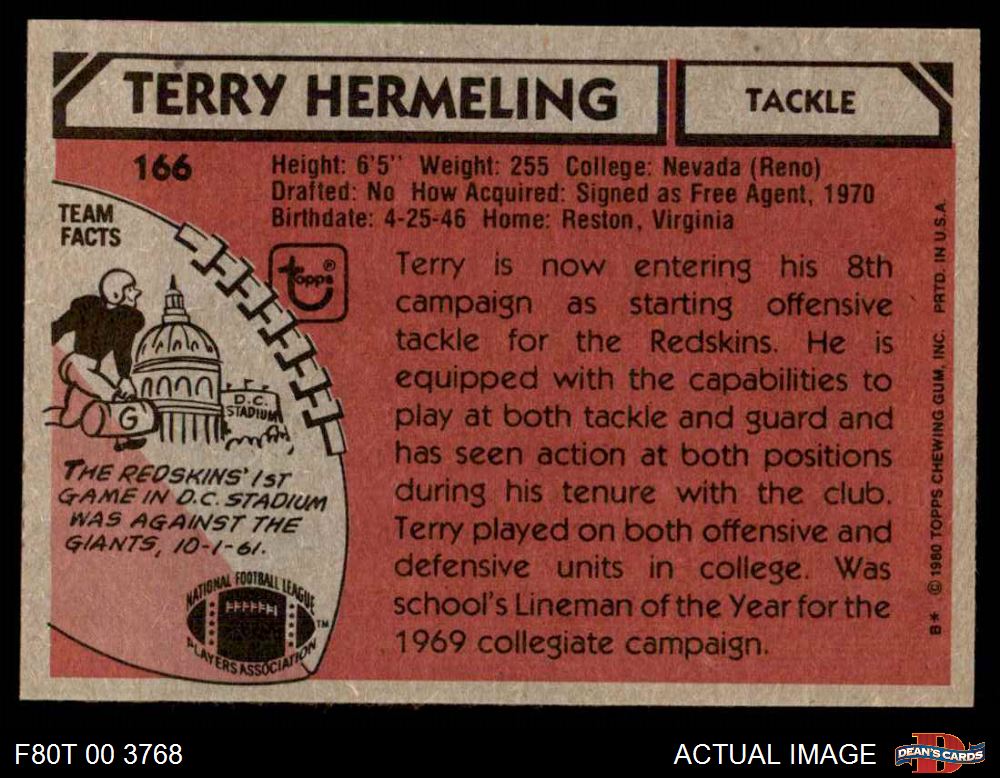 TERRY HERMELING
TACKLE
166
Height: 6'5" Weight: 255 College: Nevada (Reno)
Drafted: No How Acquired: Signed as Free Agent, 1970
Birthdate: 4-25-46 Home: Reston, Virginia
TEAM
FACTS
topps®
G
D.C.
STADIUM
THE REDSKINS' 1ST
GAME IN D.C. STADIUM
WAS AGAINST THE
GIANTS, 10-1-61.
NATIONAL FOOTBALL LEAGUE
PLAYERS ASSOCIATION
TM
Terry is now entering his 8th
campaign as starting offensive
tackle for the Redskins. He is
equipped with the capabilities to
play at both tackle and guard and
has seen action at both positions
during his tenure with the club.
Terry played on both offensive and
defensive units in college. Was
school's Lineman of the Year for the
1969 collegiate campaign.
B* © 1980 TOPPS CHEWING GUM, INC. PRTD. IN U.S.A.
F80T 00 3768
ACTUAL IMAGE
D
DEAN'S CARDS